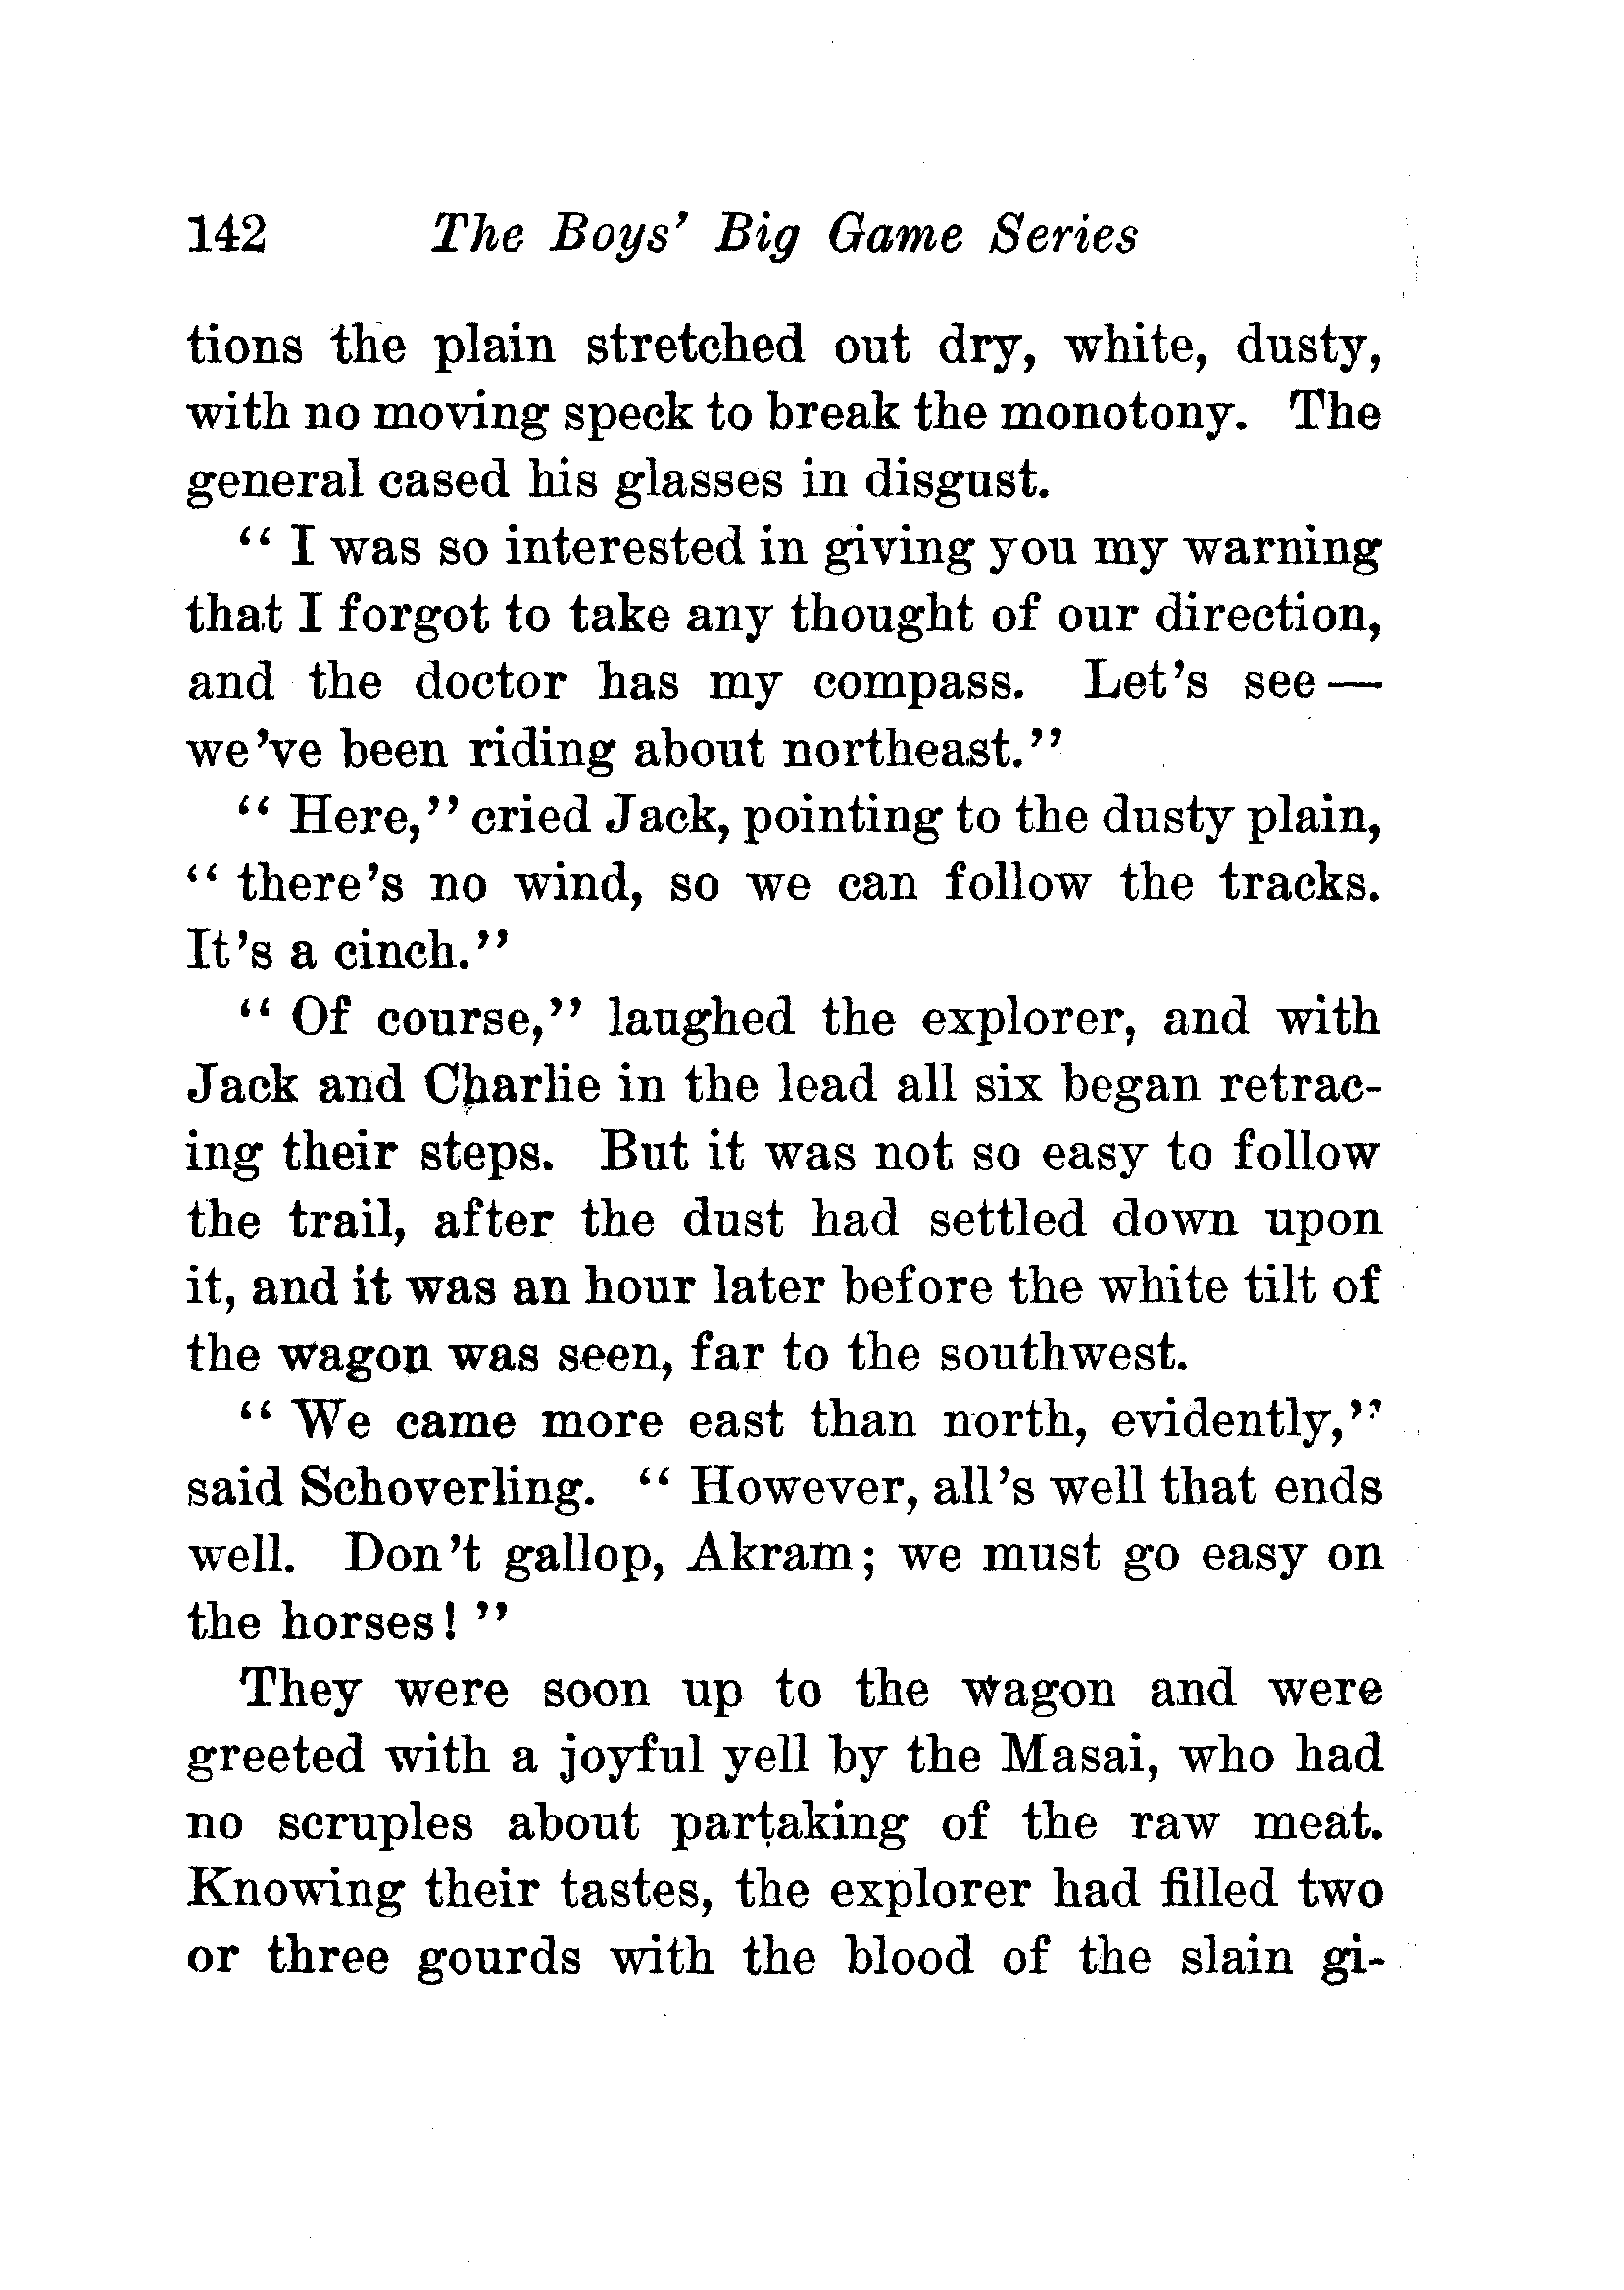 142 The Boys' Big Game Series
tions the plain stretched out dry, white, dusty,
with no moving speck to break the monotony. The
general cased his glasses in disgust.
" I was so interested in giving you my warning
that I forgot to take any thought of our direction,
and the doctor has my compass. Let's see —
we've been riding about northeast."
" Here," cried Jack, pointing to the dusty plain,
" there's no wind, so we can follow the tracks.
It's a cinch."
" Of course," laughed the explorer, and with
Jack and Charlie in the lead all six began retrac-
ing their steps. But it was not so easy to follow
the trail, after the dust had settled down upon
it, and it was an hour later before the white tilt of
the wagon was seen, far to the southwest.
" We came more east than north, evidently,"
said Schoverling. " However, all's well that ends
well. Don't gallop, Akram; we must go easy on
the horses! "
They were soon up to the wagon and were
greeted with a joyful yell by the Masai, who had
no scruples about partaking of the raw meat.
Knowing their tastes, the explorer had filled two
or three gourds with the blood of the slain gi-